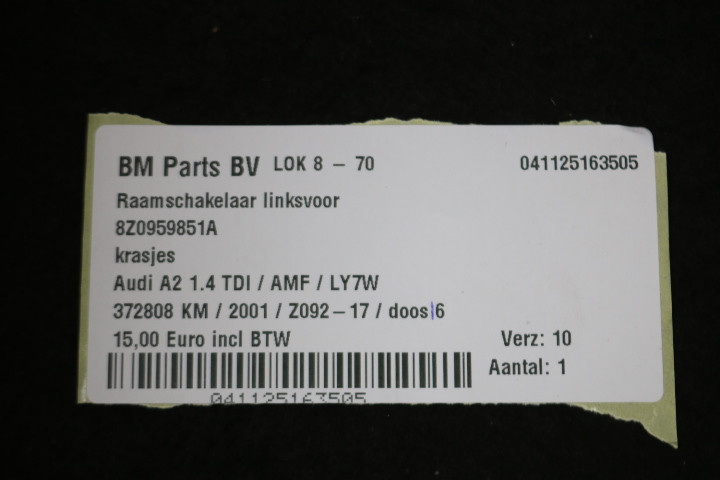 BM Parts BV LOK 8 - 70 041125163505
Raamschakelaar linksvoor
8Z0959851A
krasjes
Audi A2 1.4 TDI / AMF / LY7W
372808 KM / 2001 / Z092-17 / doos 6
15,00 Euro incl BTW Verz: 10
Aantal: 1
041125163505